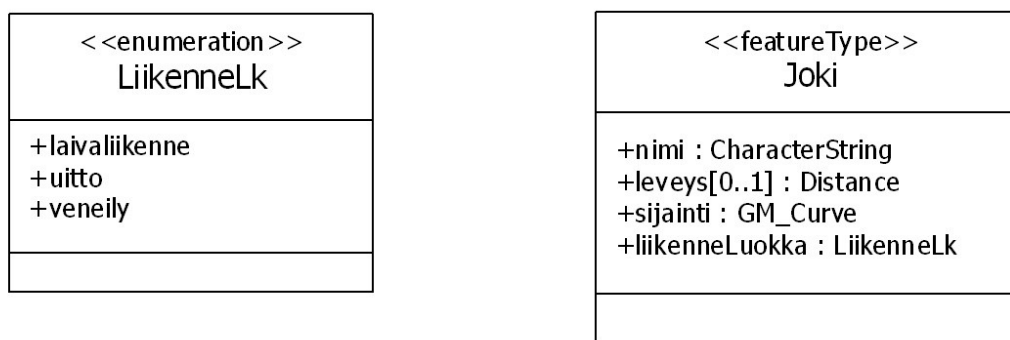 <<enumeration>>
LiikenneLk
+laivaliikenne
+uitto
+veneily
<<featureType>>
Joki
+nimi : CharacterString
+leveys[0..1] : Distance
+sijainti : GM_Curve
+liikenneLuokka : LiikenneLk